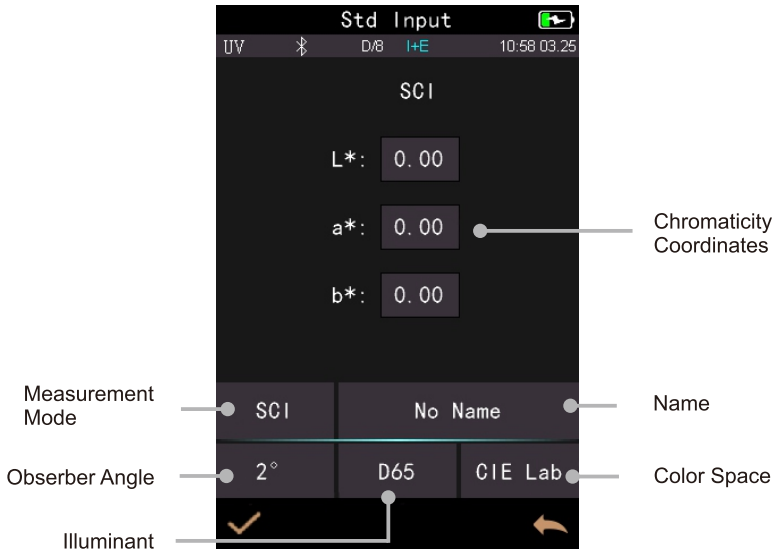 Std Input
UV D/8 I+E 10:58 03.25
SCI
L*: 0.00
a*: 0.00
b*: 0.00
Chromaticity
Coordinates
Measurement
Mode
SCI
No Name
Name
Obserber Angle
2°
D65
CIE Lab
Color Space
Illuminant